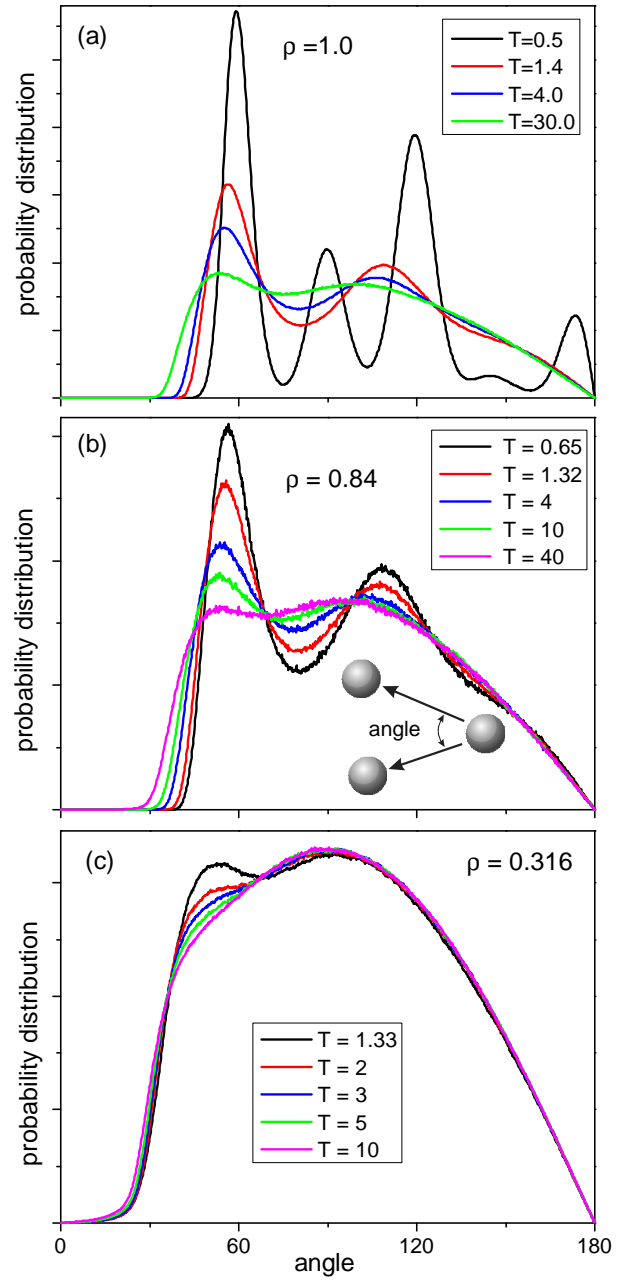 (a)
ρ =1.0
T=0.5
T=1.4
T=4.0
T=30.0
probability distribution
(b)
ρ = 0.84
T = 0.65
T = 1.32
T = 4
T = 10
T = 40
angle
probability distribution
(c)
ρ = 0.316
T = 1.33
T = 2
T = 3
T = 5
T = 10
probability distribution
0 60 120 180
angle